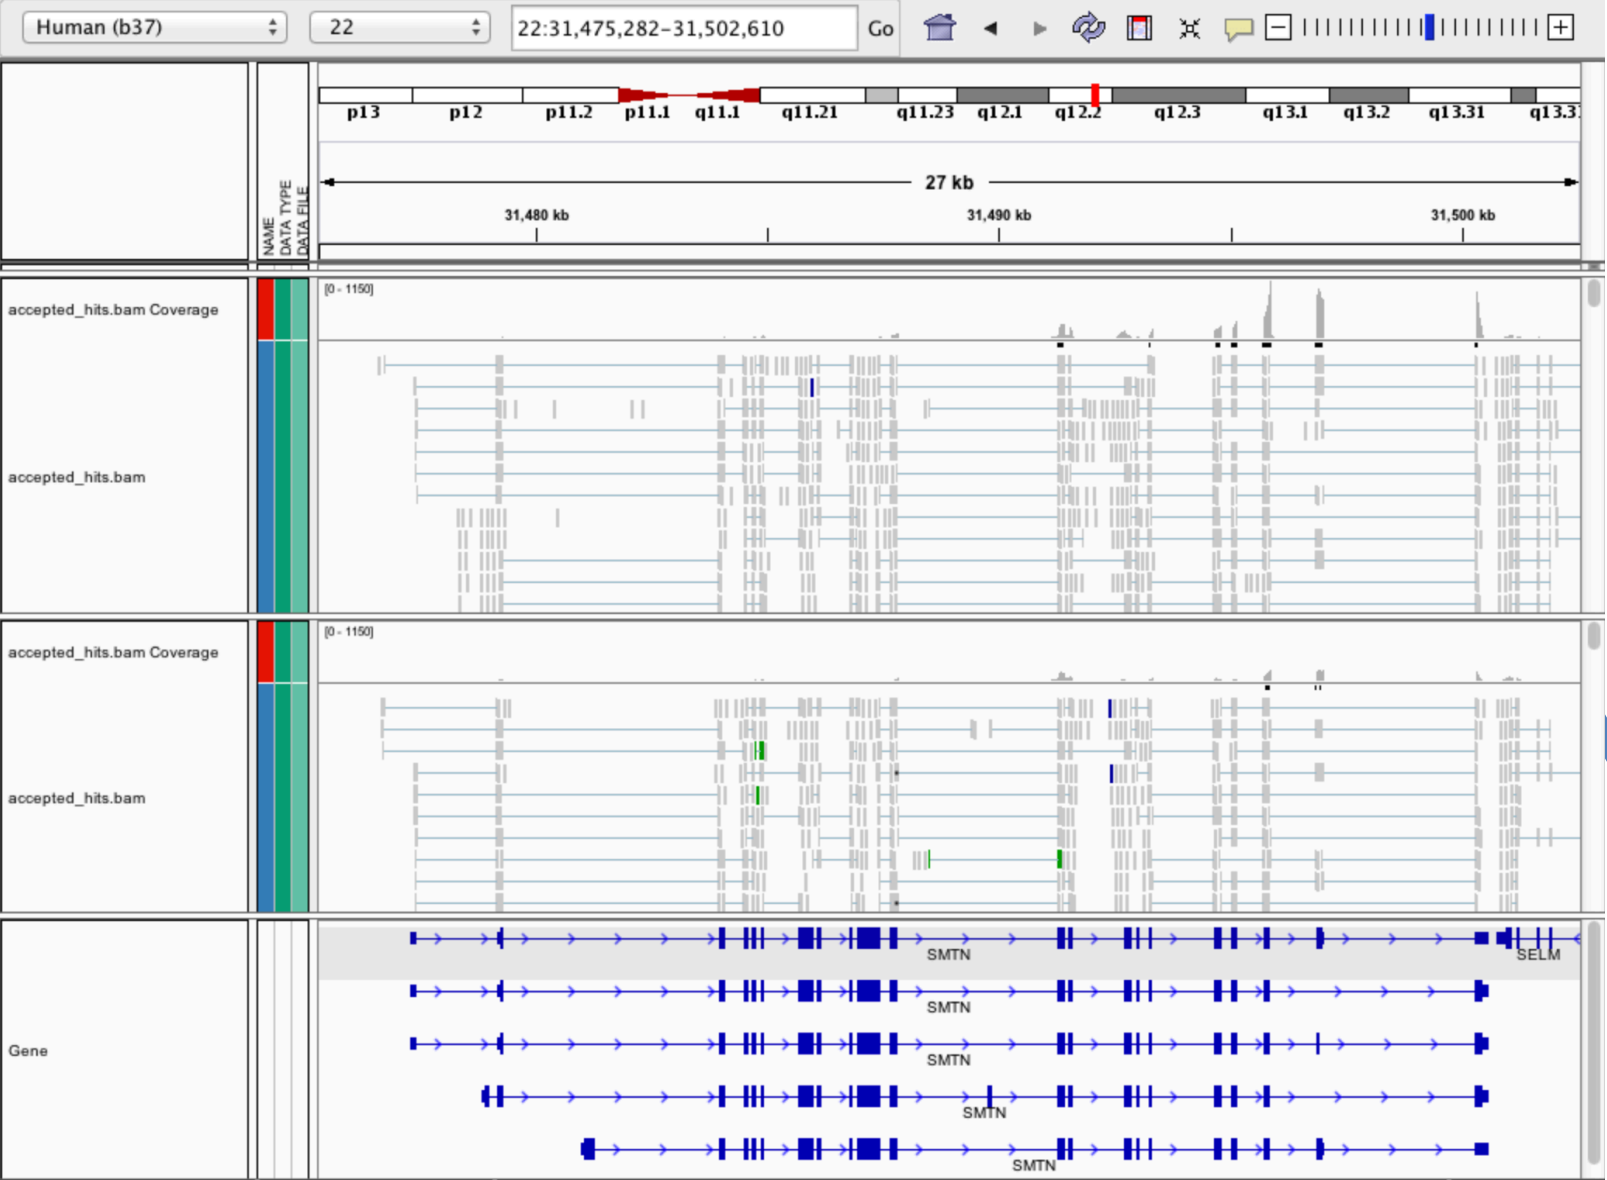 Human (b37)
22
22:31,475,282-31,502,610
Go
p13
p12
p11.2
p11.1
q11.1
q11.21
q11.23
q12.1
q12.2
q12.3
q13.1
q13.2
q13.31
q13.3
27 kb
NAME
DATA TYPE
DATA FILE
31,480 kb
31,490 kb
31,500 kb
[0 - 1150]
accepted_hits.bam Coverage
accepted_hits.bam
[0 - 1150]
accepted_hits.bam Coverage
accepted_hits.bam
SMTN
SELM
SMTN
Gene
SMTN
SMTN
SMTN